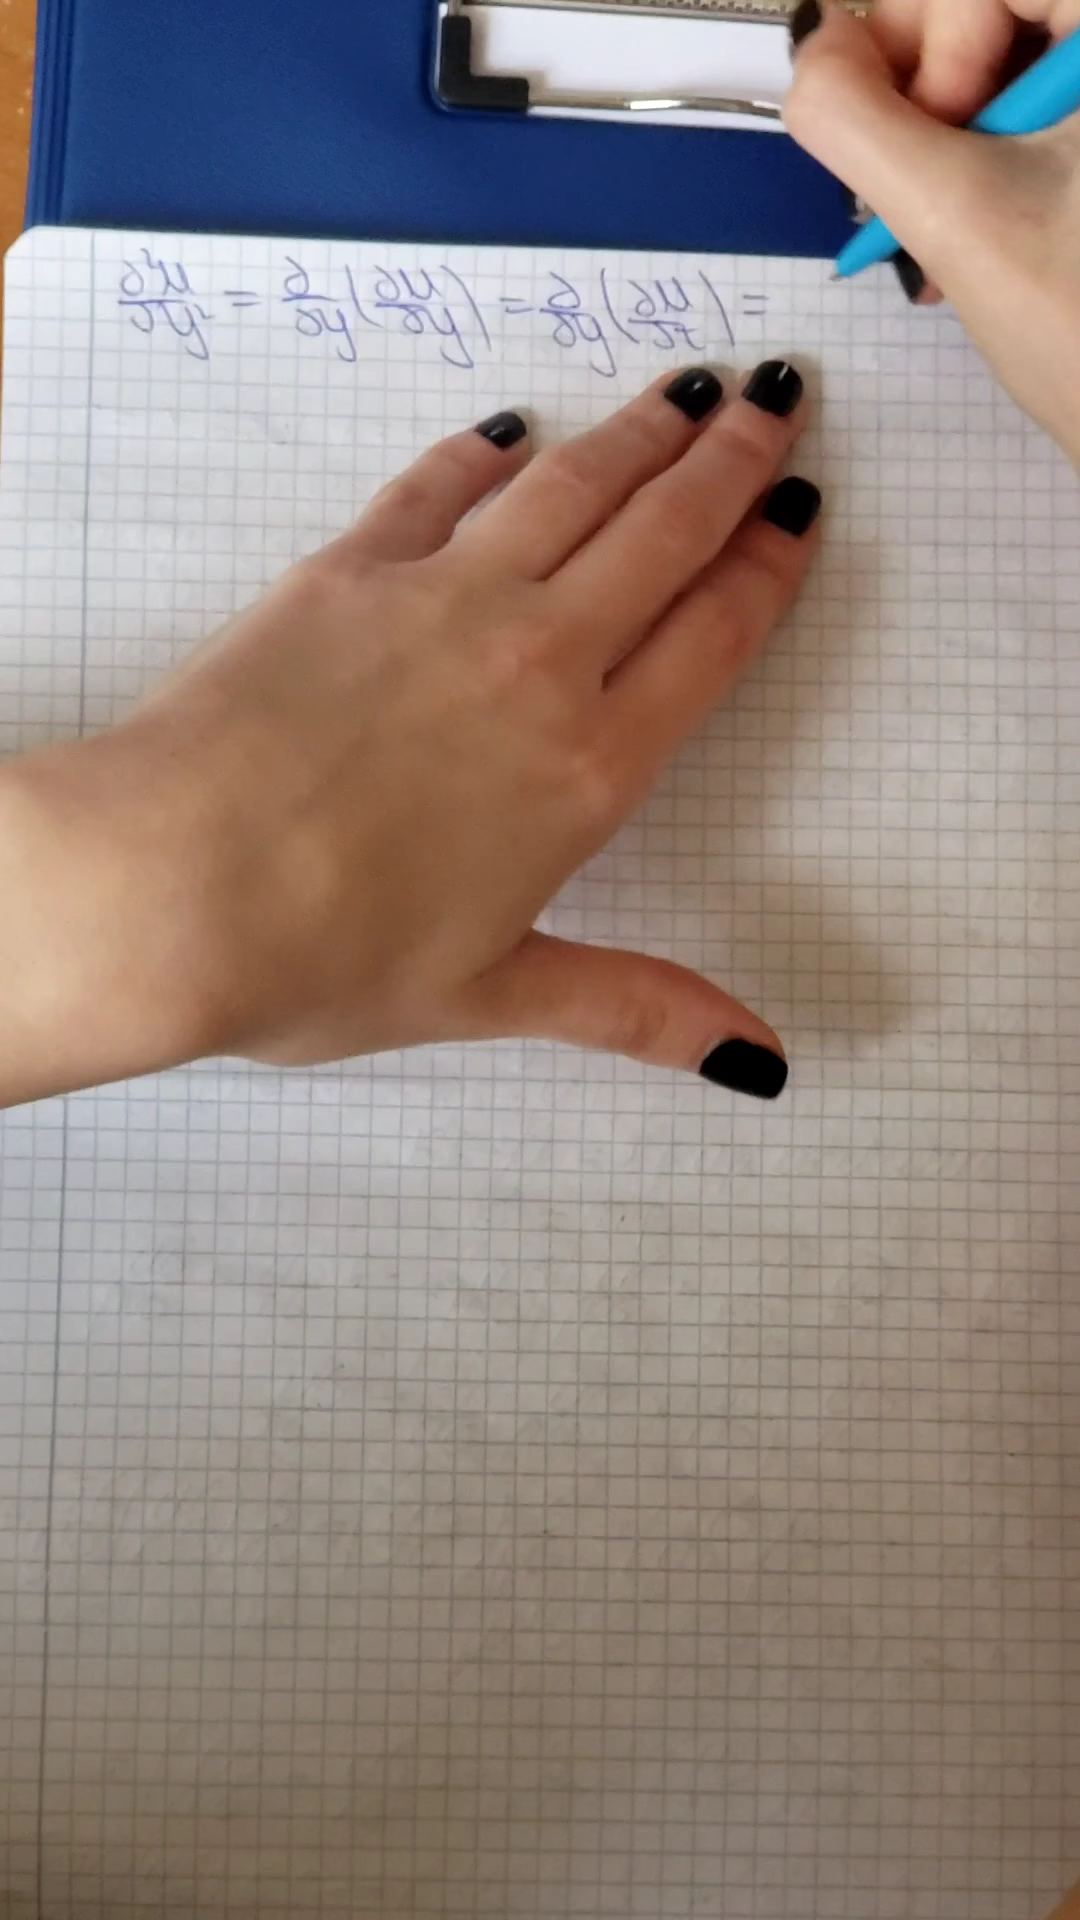 ∂²u/∂y² = ∂/∂y (∂u/∂y) = ∂/∂y (∂u/∂τ) =